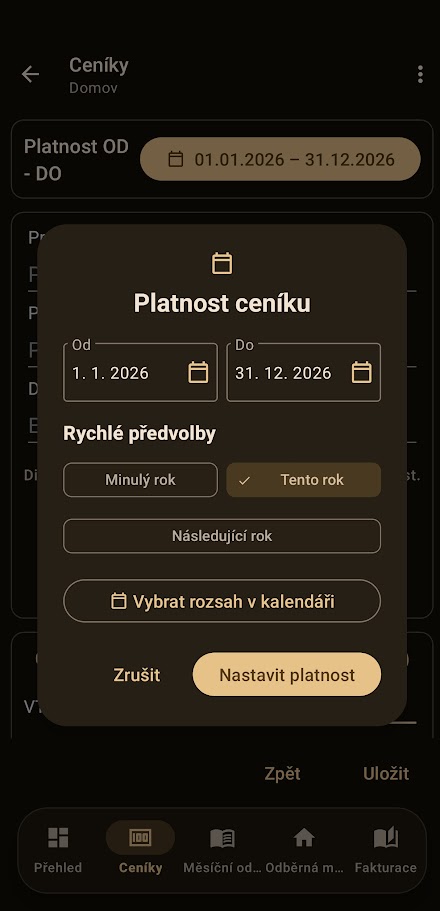 Ceníky
Domov
Platnost OD
- DO
01.01.2026 – 31.12.2026
Platnost ceníku
Od
Do
1. 1. 2026
31. 12. 2026
Rychlé předvolby
Minulý rok
Tento rok
Následující rok
Vybrat rozsah v kalendáři
Zrušit
Nastavit platnost
Zpět
Uložit
Přehled
Ceníky
Měsíční od...
Odběrná m...
Fakturace